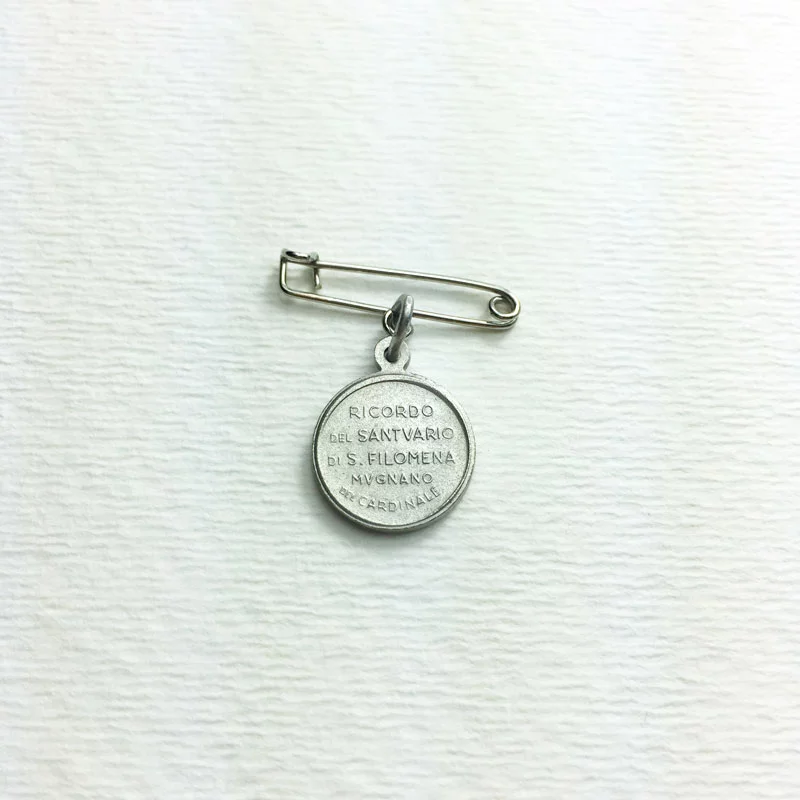 RICORDO
DEL SANTVARIO
DI S. FILOMENA
MVGNANO
DEL CARDINALE